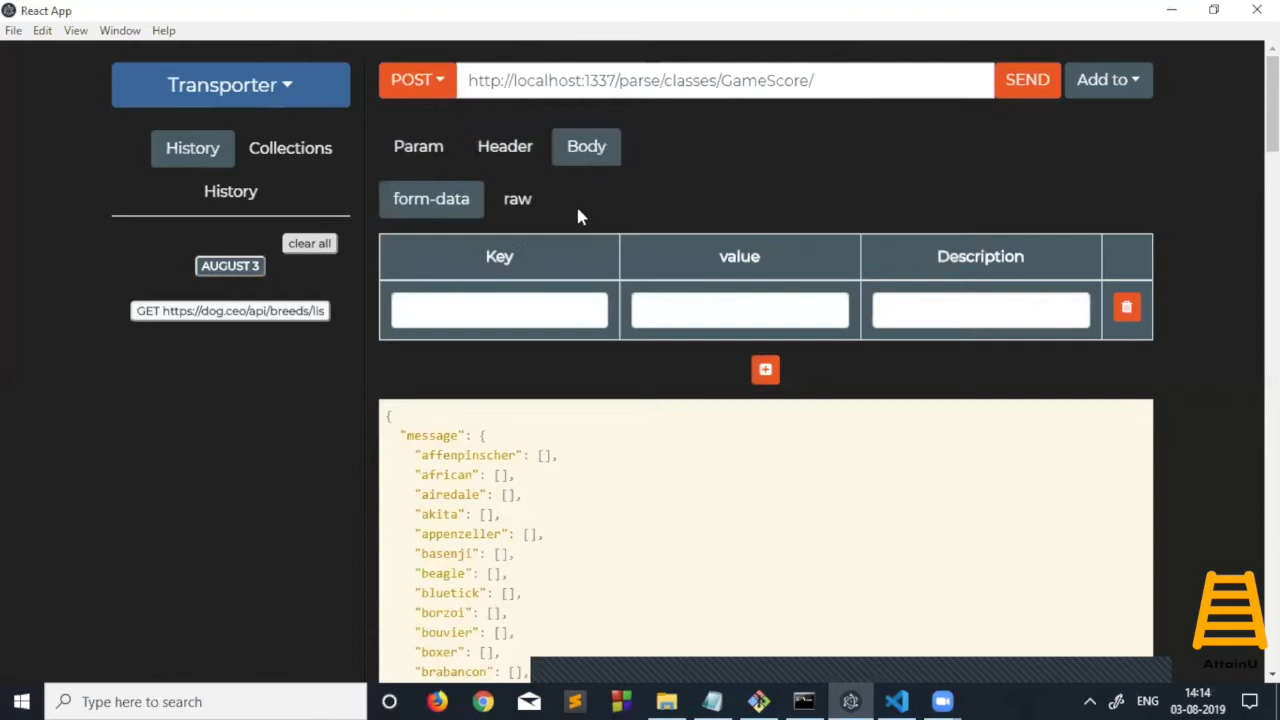 React App
File Edit View Window Help
Transporter
POST http://localhost:1337/parse/classes/GameScore/ SEND Add to
History Collections
Param Header Body
History
form-data raw
clear all
AUGUST 3
GET https://dog.ceo/api/breeds/lis
Key value Description
{
"message": {
"affenpinscher": [],
"african": [],
"airedale": [],
"akita": [],
"appenzeller": [],
"basenji": [],
"beagle": [],
"bluetick": [],
"borzoi": [],
"bouvier": [],
"boxer": [],
"brabancon": [],
AttainU
Type here to search
ENG
14:14
03-08-2019